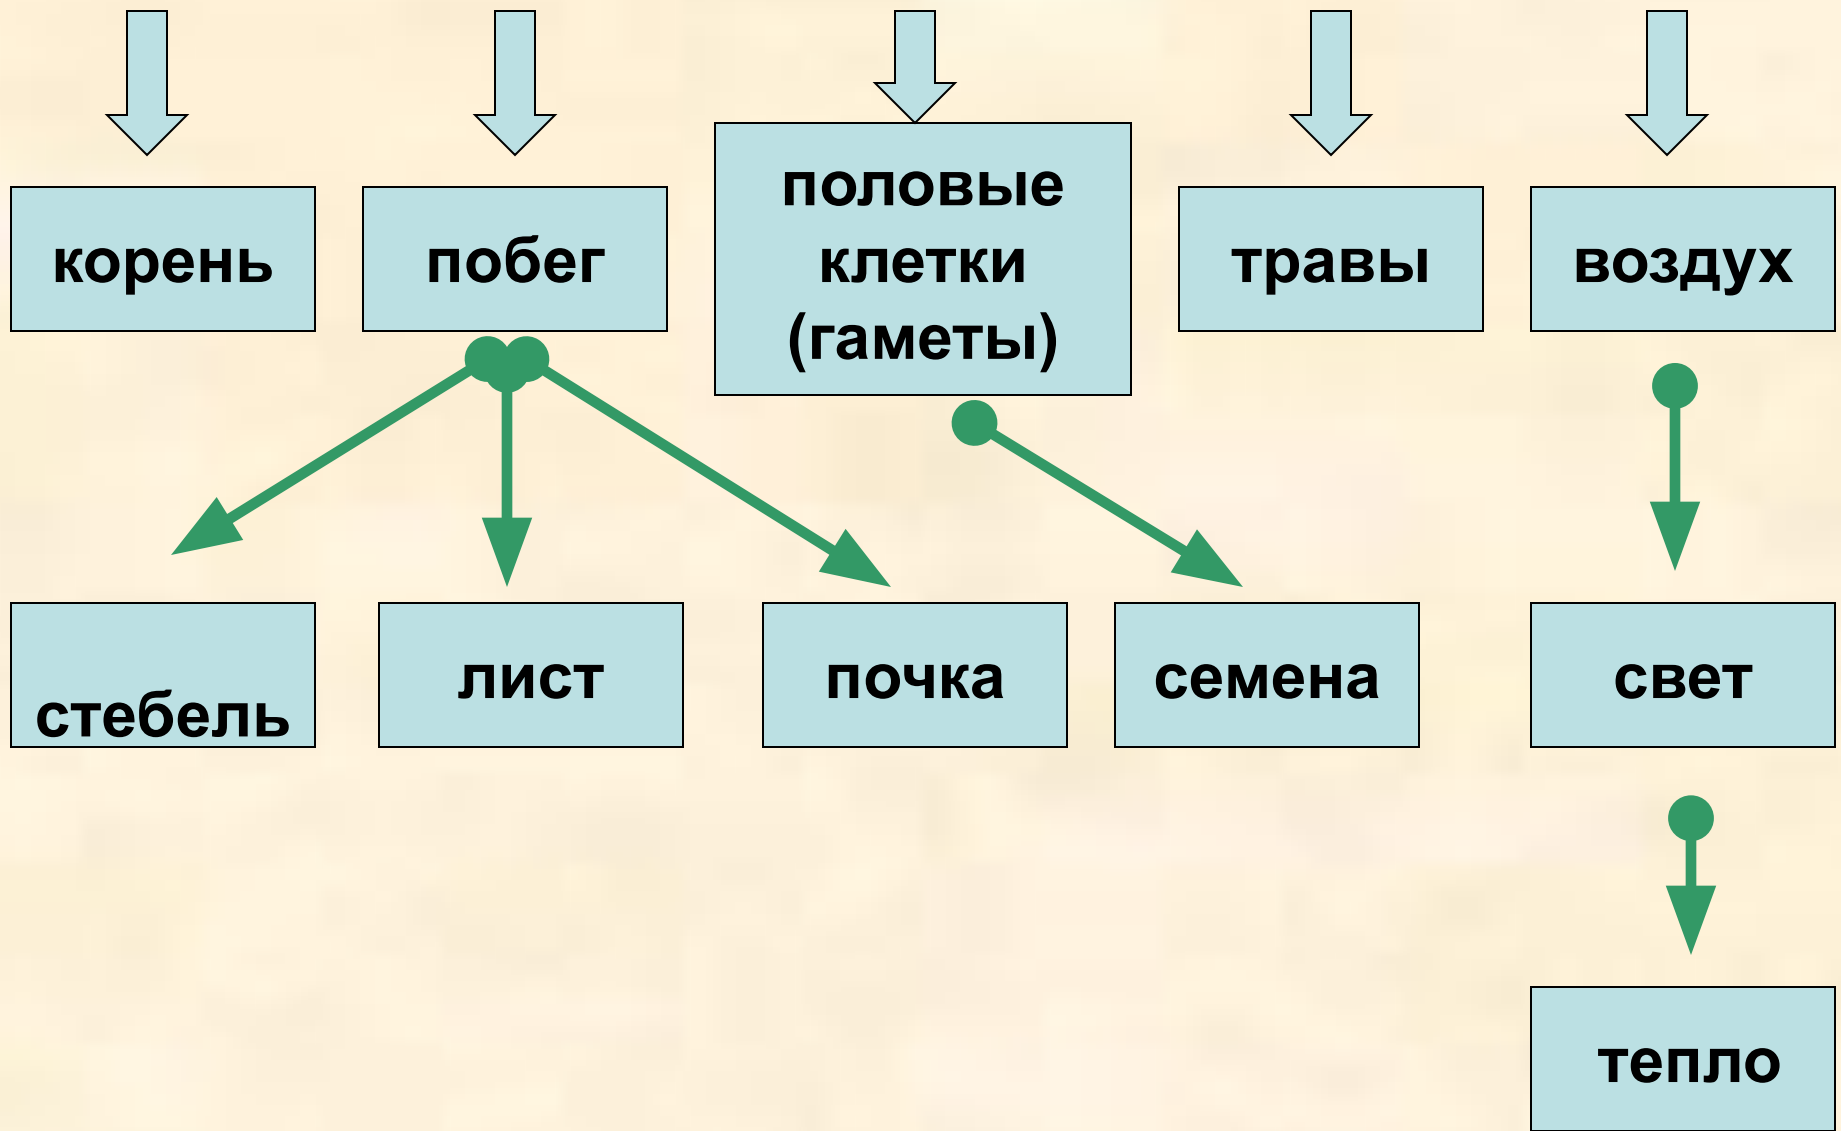 корень
побег
половые
клетки
(гаметы)
травы
воздух
стебель
лист
почка
семена
свет
тепло